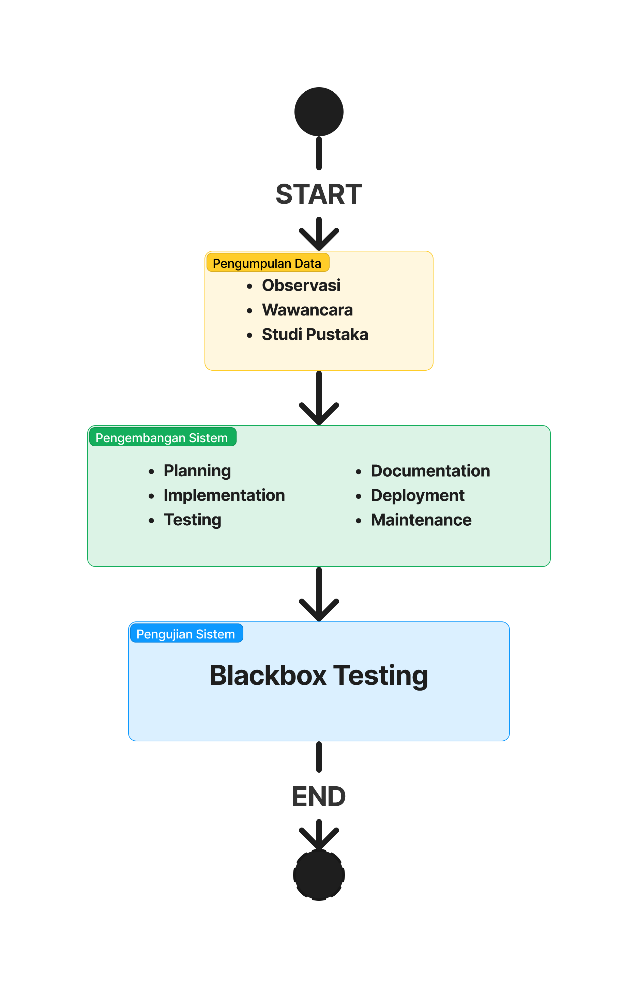 START
Pengumpulan Data
• Observasi
• Wawancara
• Studi Pustaka
Pengembangan Sistem
• Planning
• Implementation
• Testing
• Documentation
• Deployment
• Maintenance
Pengujian Sistem
Blackbox Testing
END